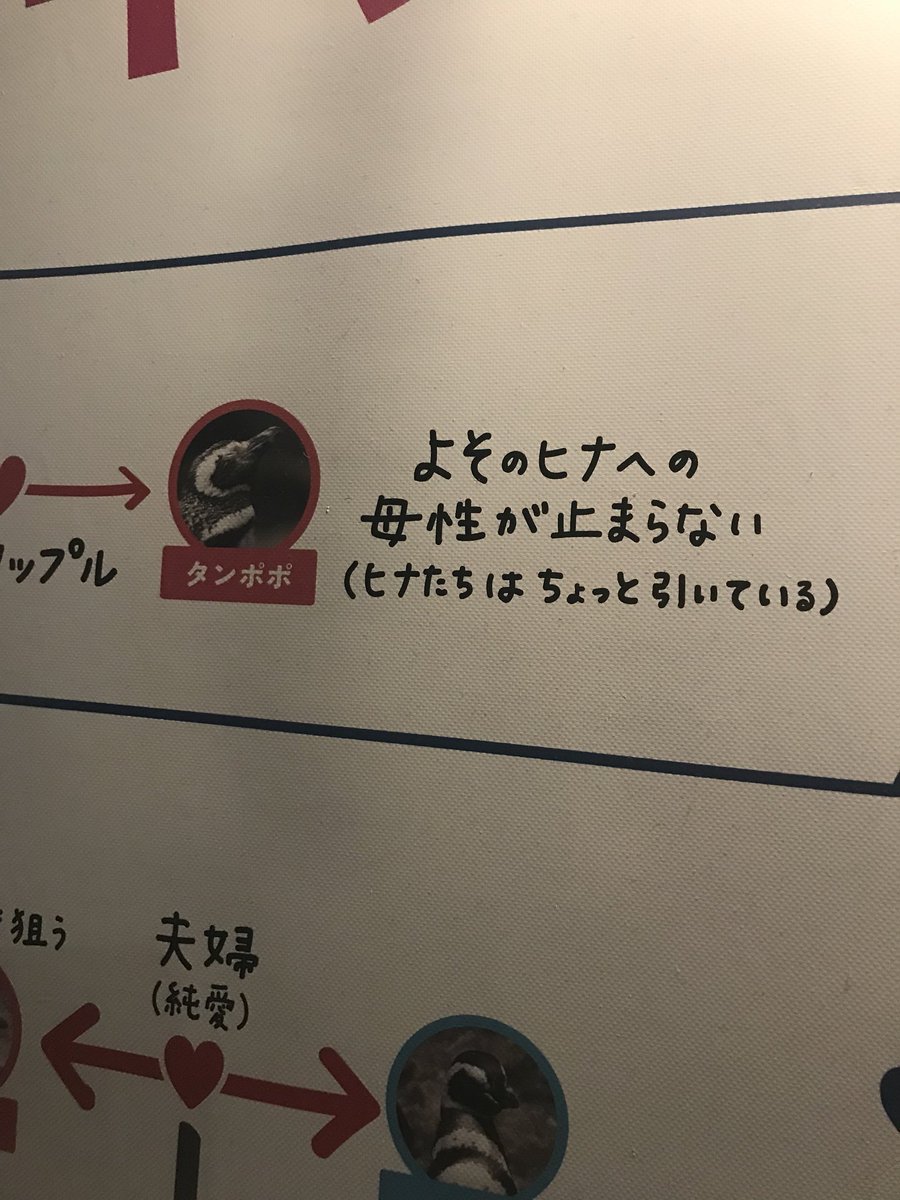 よそのヒナへの
母性が止まらない
(ヒナたちはちょっと引いている)
ップル
タンポポ
狙う
夫婦
(純愛)